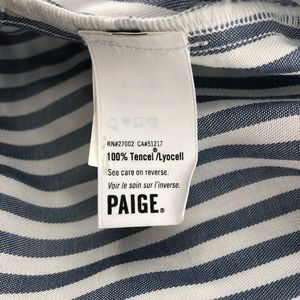 RN#27002 CA#51217
100% Tencel®/Lyocell
See care on reverse.
Voir le soin sur l'inverse.
PAIGE®